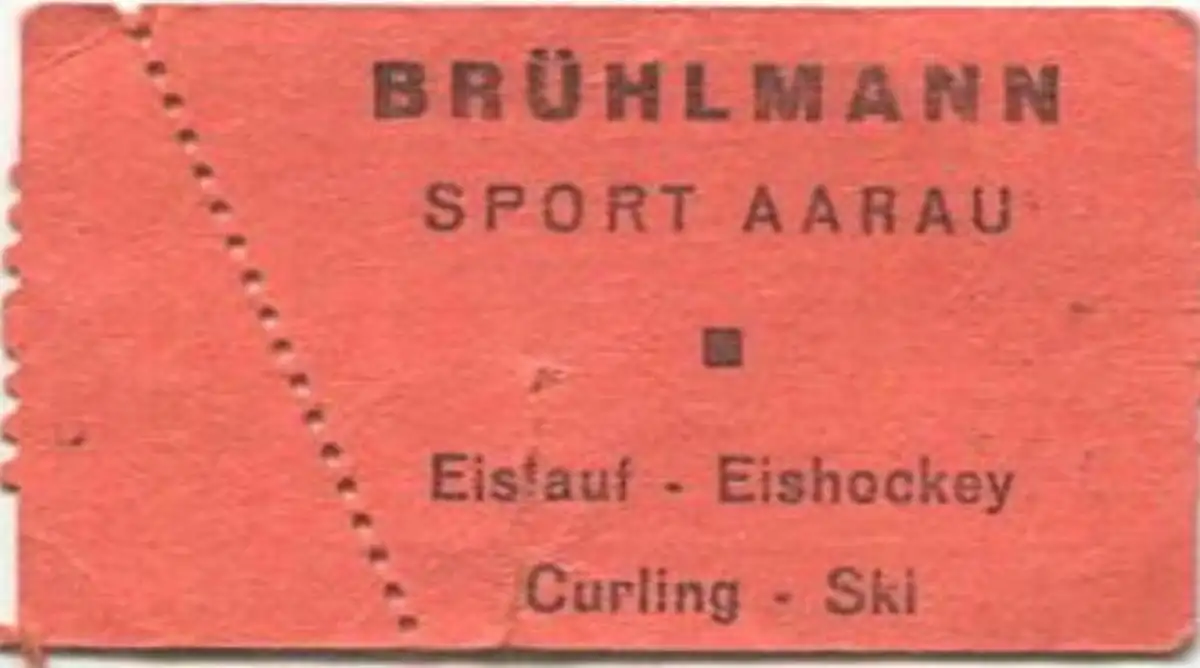 BRÜHLMANN
SPORT AARAU
Eislauf - Eishockey
Curling - Ski